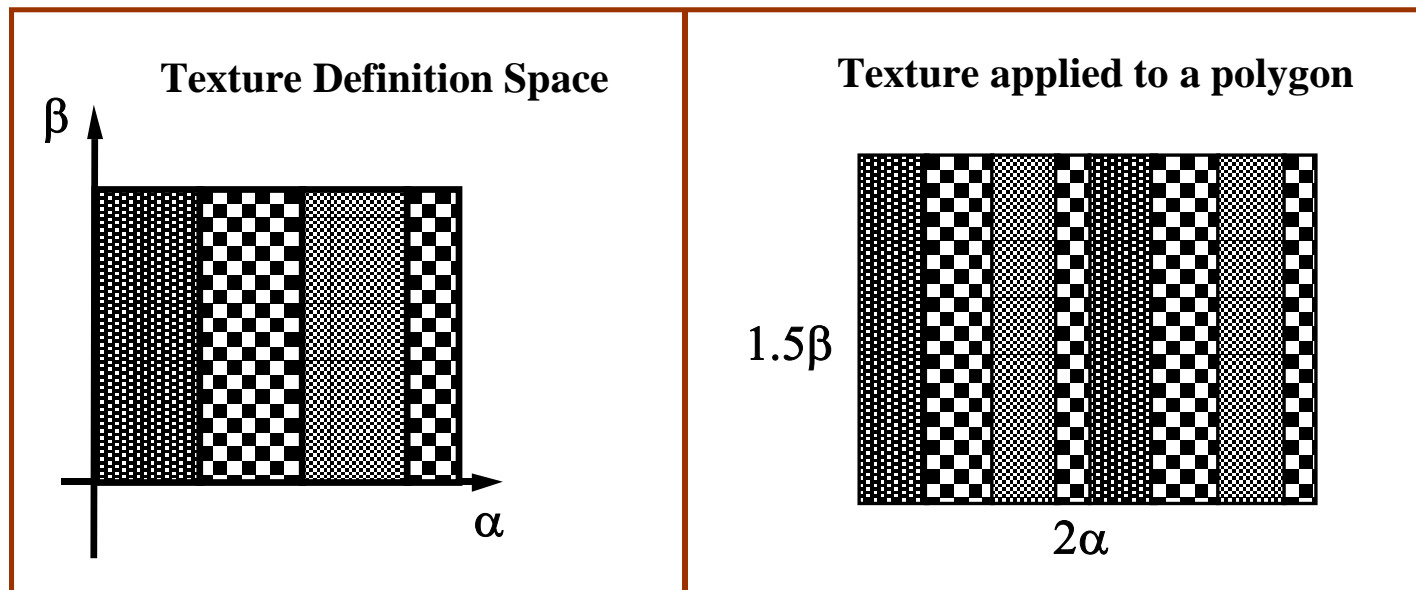 Texture Definition Space
β
α
Texture applied to a polygon
1.5β
2α